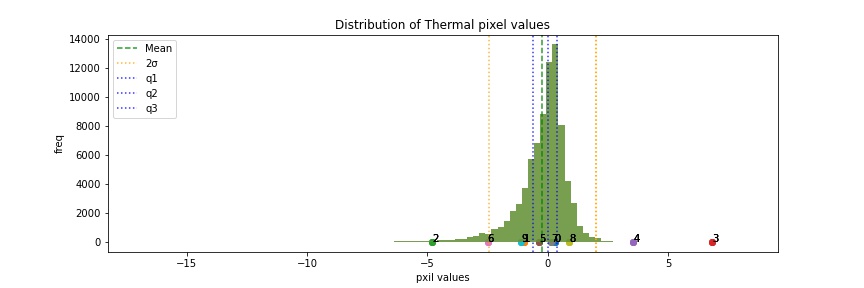 Distribution of Thermal pixel values
14000
12000
10000
8000
6000
4000
2000
0
freq
Mean
2σ
q1
q2
q3
2
6
9
1
5
7
0
8
4
3
−15
−10
−5
0
5
pxil values